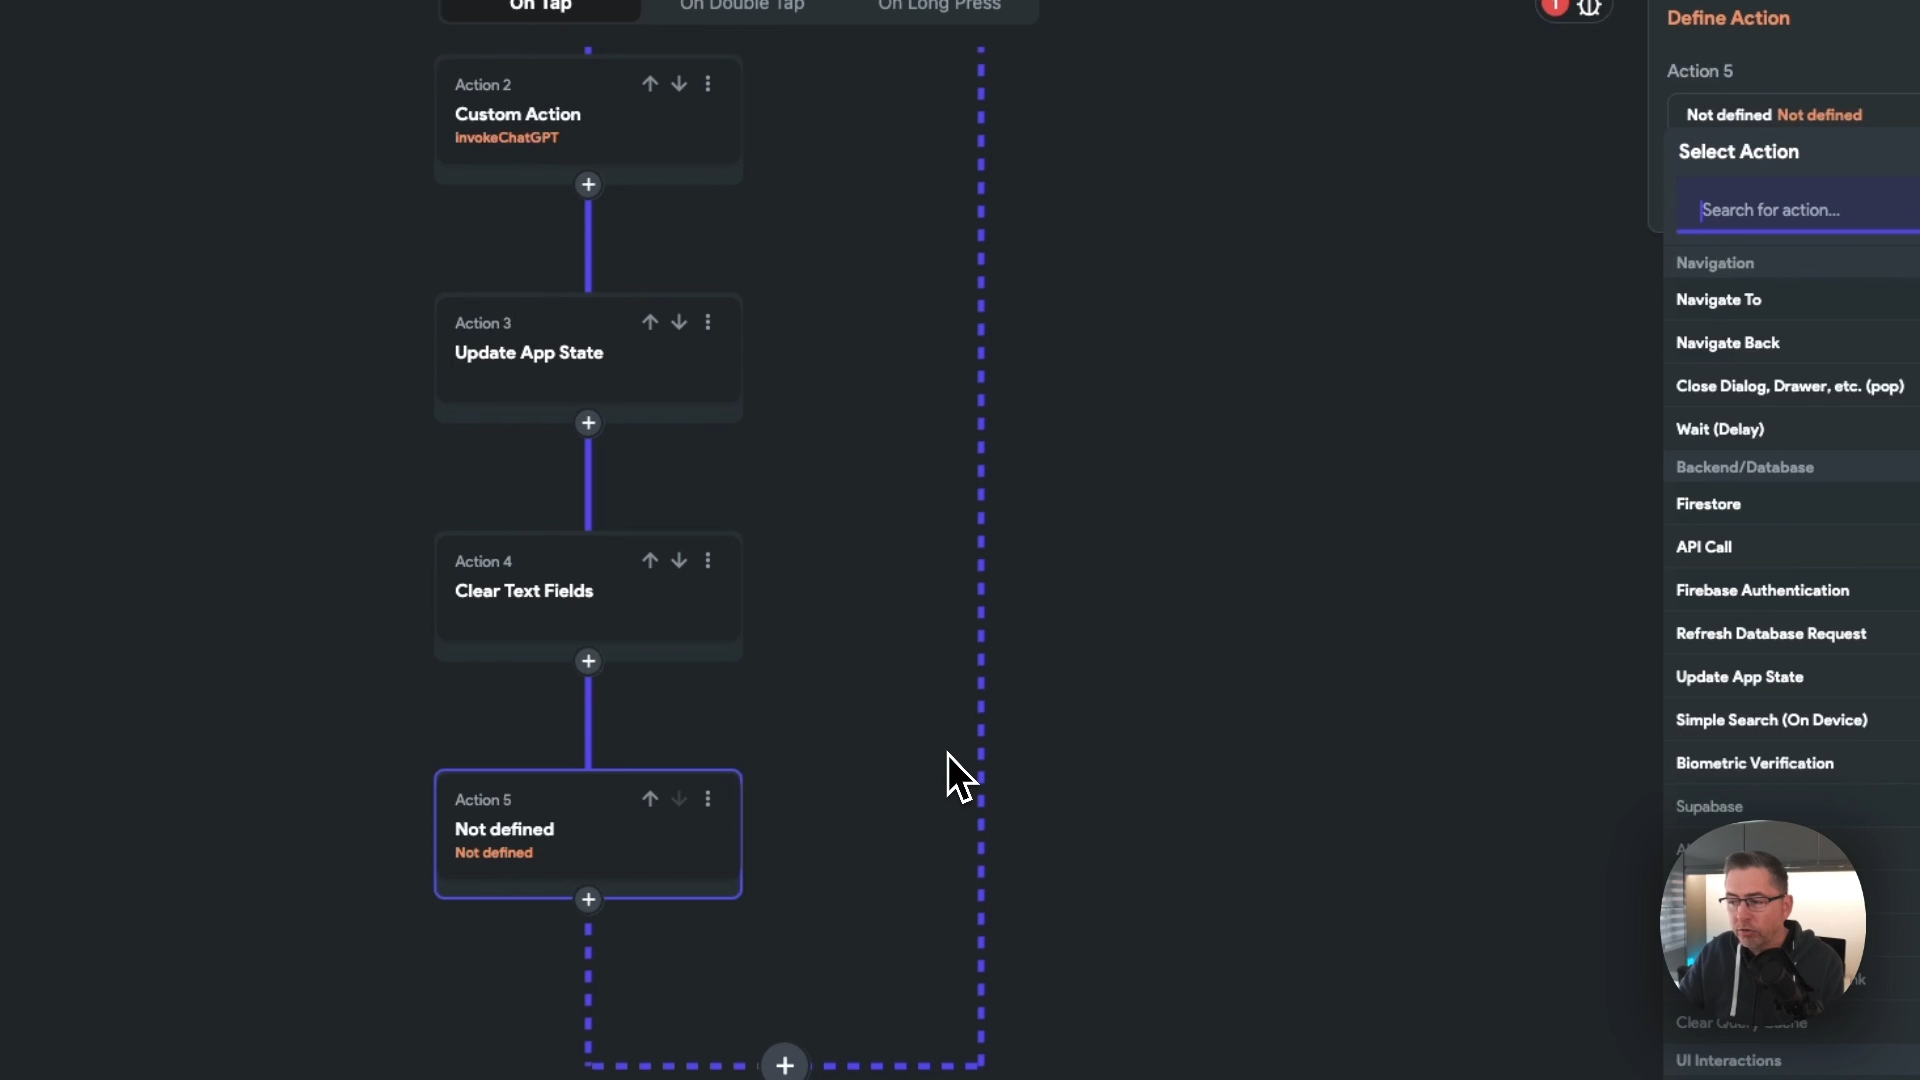 On Tap
On Double Tap
On Long Press
Action 2
Custom Action
invokeChatGPT
Action 3
Update App State
Action 4
Clear Text Fields
Action 5
Not defined
Not defined
Define Action
Action 5
Not defined Not defined
Select Action
Search for action...
Navigation
Navigate To
Navigate Back
Close Dialog, Drawer, etc. (pop)
Wait (Delay)
Backend/Database
Firestore
API Call
Firebase Authentication
Refresh Database Request
Update App State
Simple Search (On Device)
Biometric Verification
Supabase
Clear Query Cache
UI Interactions